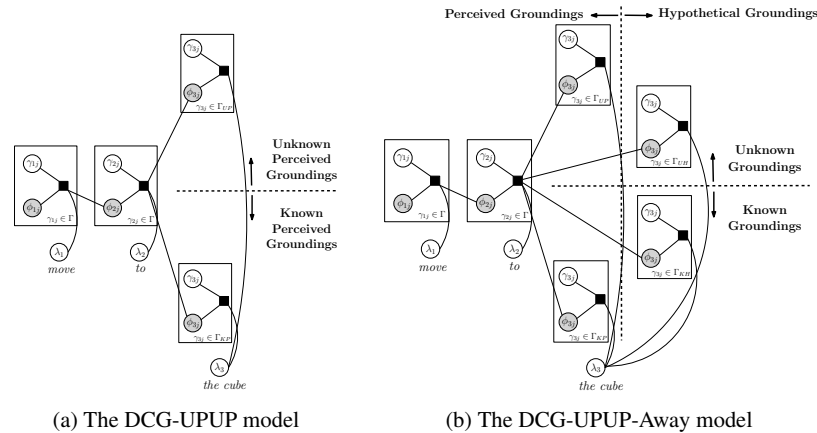 Perceived Groundings
Hypothetical Groundings
γ3j
ϕ3j
γ3j ∈ ΓUP
γ1j
ϕ1j
γ1j ∈ Γ
γ2j
ϕ2j
γ2j ∈ Γ
Unknown
Perceived
Groundings
Known
Perceived
Groundings
λ1
move
λ2
to
γ3j
ϕ3j
γ3j ∈ ΓKP
λ3
the cube
(a) The DCG-UPUP model
γ3j
ϕ3j
γ3j ∈ ΓUP
γ3j
ϕ3j
γ3j ∈ ΓUH
γ1j
ϕ1j
γ1j ∈ Γ
γ2j
ϕ2j
γ2j ∈ Γ
Unknown
Groundings
Known
Groundings
γ3j
ϕ3j
γ3j ∈ ΓKH
λ1
move
λ2
to
γ3j
ϕ3j
γ3j ∈ ΓKP
λ3
the cube
(b) The DCG-UPUP-Away model